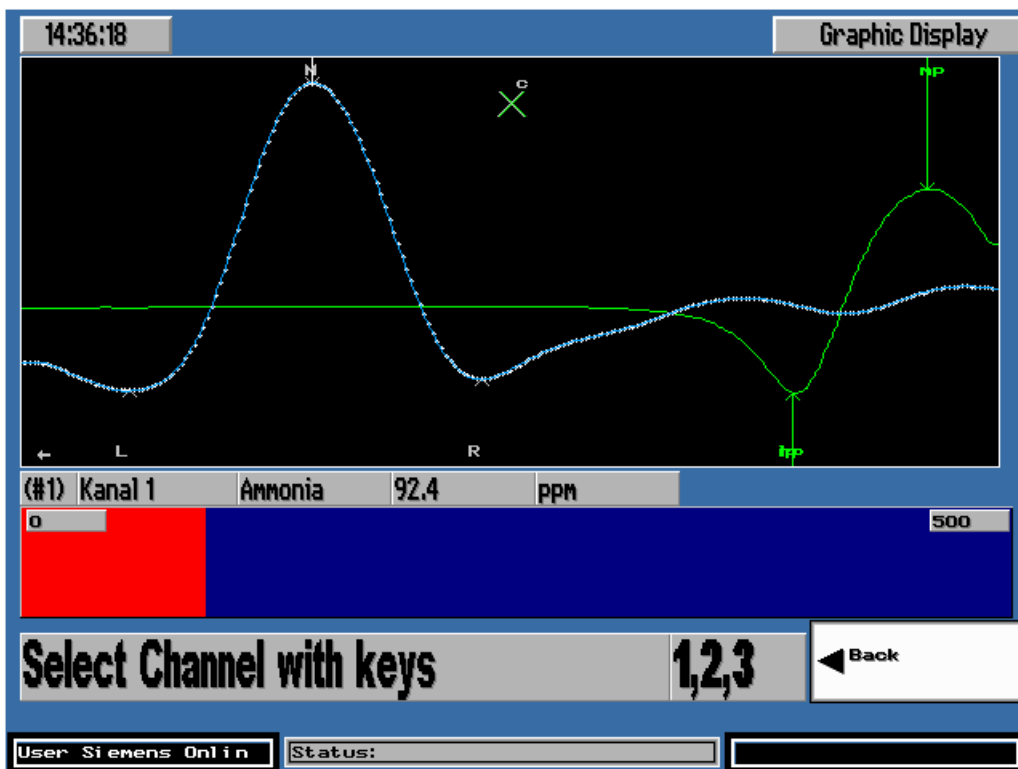 14:36:18 Graphic Display
N C NP
← L R
(#1) Kanal 1 Ammonia 92.4 ppm
0 500
Select Channel with keys 1,2,3
Back
User Siemens Onlin Status: